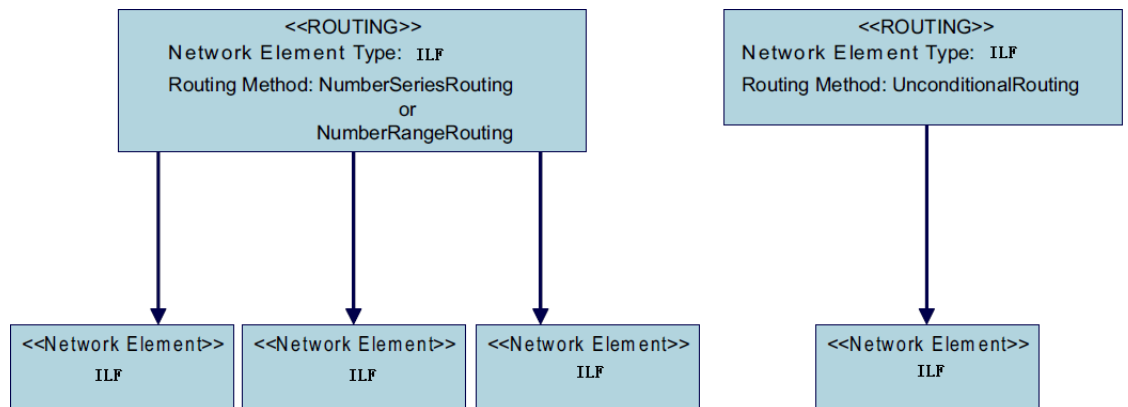 <<ROUTING>>
Network Element Type: ILF
Routing Method: NumberSeriesRouting
or
NumberRangeRouting
<<ROUTING>>
Network Element Type: ILF
Routing Method: UnconditionalRouting
<<Network Element>>
ILF
<<Network Element>>
ILF
<<Network Element>>
ILF
<<Network Element>>
ILF